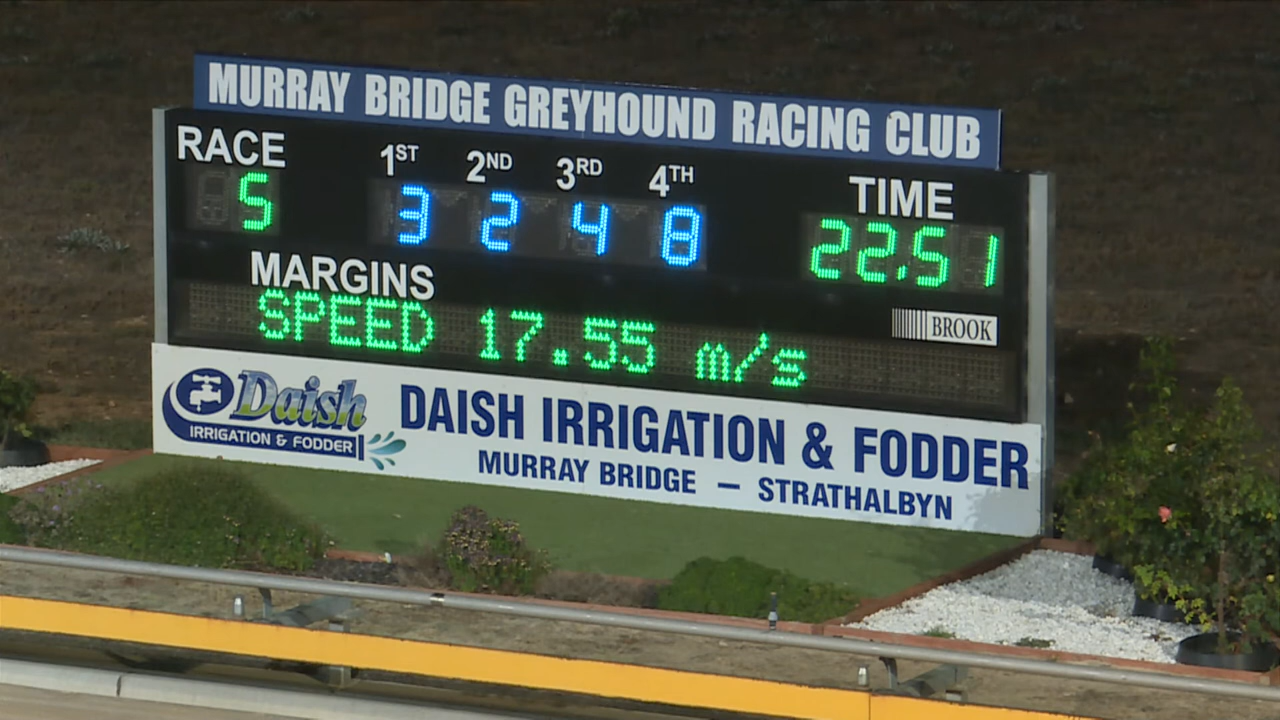 MURRAY BRIDGE GREYHOUND RACING CLUB
RACE 1ST 2ND 3RD 4TH TIME
5 3 2 4 8 22.51
MARGINS
SPEED 17.55 m/s
BROOK
Daish
IRRIGATION & FODDER
DAISH IRRIGATION & FODDER
MURRAY BRIDGE – STRATHALBYN